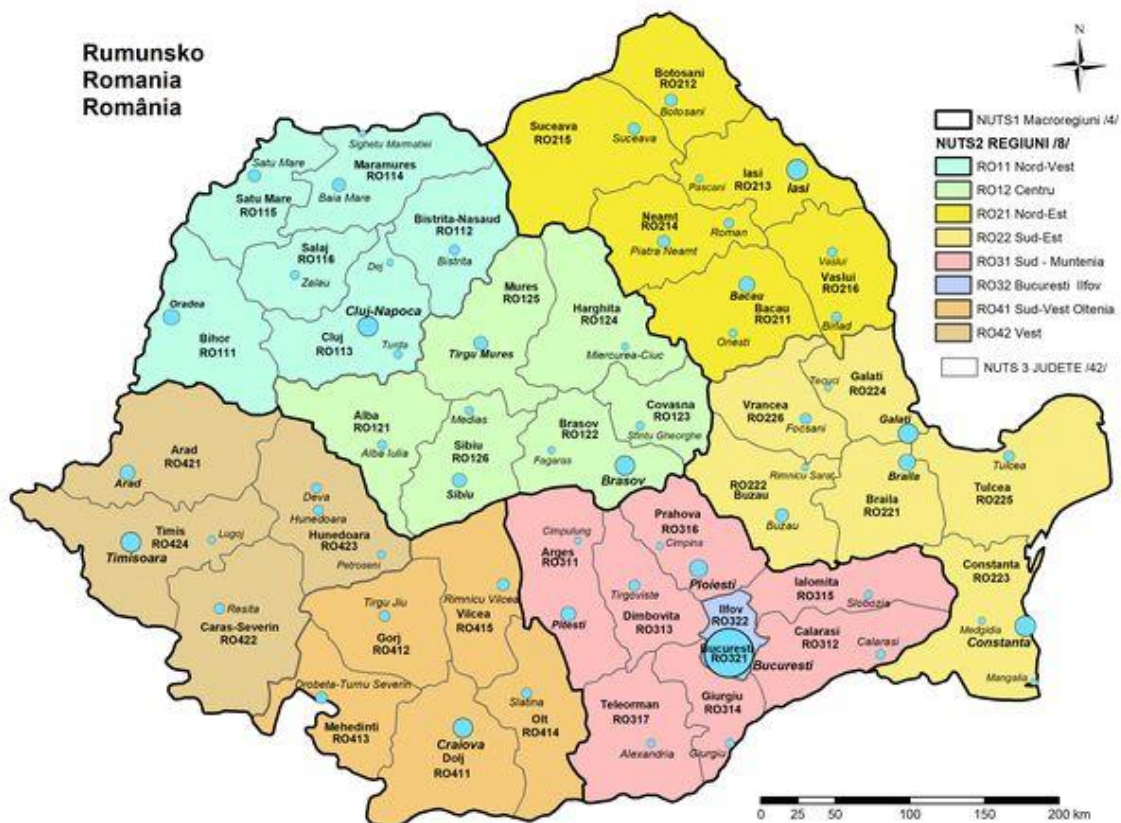 Rumunsko
Romania
România
N
NUTS1 Macroregiuni /4/
NUTS2 REGIUNI /8/
RO11 Nord-Vest
RO12 Centru
RO21 Nord-Est
RO22 Sud-Est
RO31 Sud - Muntenia
RO32 Bucuresti Ilfov
RO41 Sud-Vest Oltenia
RO42 Vest
NUTS 3 JUDETE /42/
Botosani
RO212
Botosani
Suceava
RO215
Suceava
Sighetu Marmatiei
Satu Mare
Maramures
RO114
Baia Mare
Satu Mare
RO115
Iasi
RO213
Iasi
Pascani
Bistrita-Nasaud
RO112
Bistrita
Neamt
RO214
Roman
Piatra Neamt
Salaj
RO116
Zalau
Dej
Vaslui
Vaslui
RO216
Mures
RO125
Harghita
RO124
Bacau
Bacau
RO211
Oradea
Cluj-Napoca
Birlad
Bihor
RO111
Cluj
RO113
Turda
Tirgu Mures
Miercurea-Ciuc
Onesti
Galati
RO224
Tecuci
Alba
RO121
Alba Iulia
Medias
Sibiu
RO126
Sibiu
Brasov
RO122
Fagaras
Brasov
Covasna
RO123
Sfintu Gheorghe
Vrancea
RO226
Focsani
Galati
Arad
RO421
Arad
Rimnicu Sarat
Braila
Tulcea
Tulcea
RO225
Deva
Hunedoara
Hunedoara
RO423
Petroseni
RO222
Buzau
Buzau
Braila
RO221
Timis
RO424
Timisoara
Lugoj
Prahova
RO316
Cimpina
Ploiesti
Cimpulung
Arges
RO311
Constanta
RO223
Ialomita
RO315
Slobozia
Resita
Caras-Severin
RO422
Tirgu Jiu
Gorj
RO412
Rimnicu Vilcea
Vilcea
RO415
Pitesti
Tirgoviste
Dimbovita
RO313
Ilfov
RO322
Calarasi
RO312
Calarasi
Medgidia
Constanta
Bucuresti
RO321
Bucuresti
Mangalia
Drobeta-Turnu Severin
Slatina
Olt
RO414
Teleorman
RO317
Giurgiu
RO314
Mehedinti
RO413
Craiova
Dolj
RO411
Alexandria
Giurgiu
0 25 50 100 150 200 km